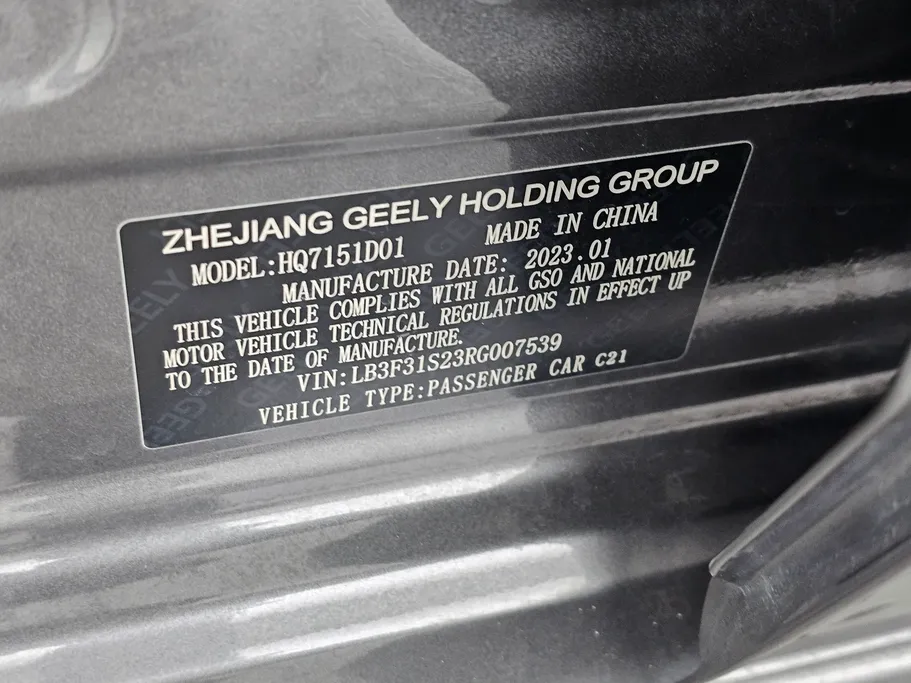 ZHEJIANG GEELY HOLDING GROUP
MODEL:HQ7151D01 MADE IN CHINA
MANUFACTURE DATE: 2023.01
THIS VEHICLE COMPLIES WITH ALL GSO AND NATIONAL
MOTOR VEHICLE TECHNICAL REGULATIONS IN EFFECT UP
TO THE DATE OF MANUFACTURE.
VIN:LB3F31S23RG007539
VEHICLE TYPE:PASSENGER CAR C21